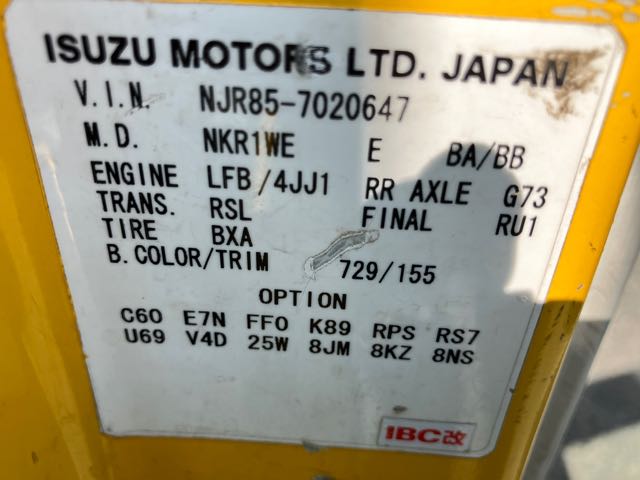 ISUZU MOTORS LTD. JAPAN
V.I.N. NJR85-7020647
M.D. NKR1WE E BA/BB
ENGINE LFB/4JJ1 RR AXLE G73
TRANS. RSL FINAL RU1
TIRE BXA
B.COLOR/TRIM 729/155
OPTION
C60 E7N FF0 K89 RPS RS7
U69 V4D 25W 8JM 8KZ 8NS
IBC改